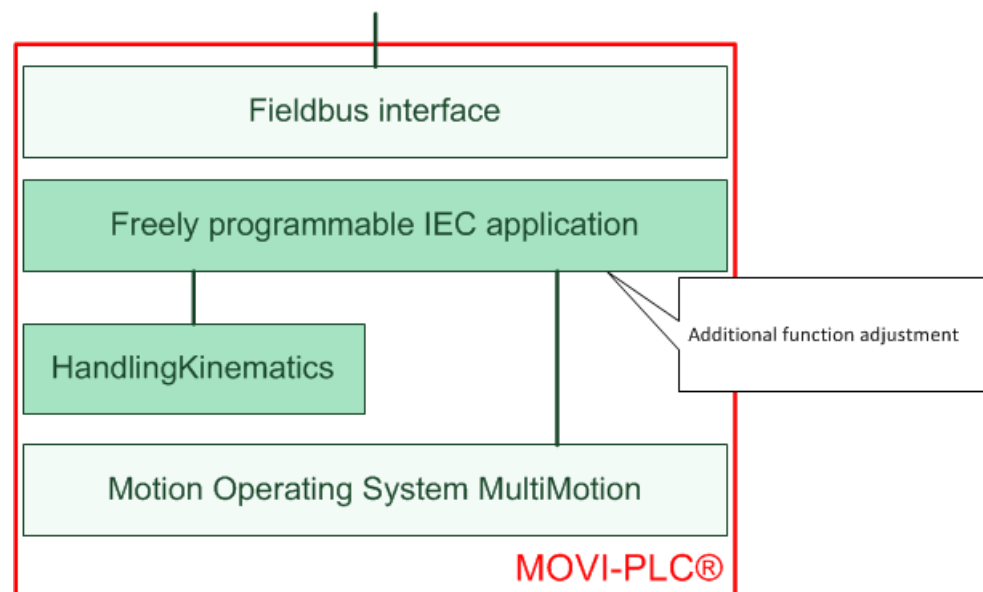 Fieldbus interface
Freely programmable IEC application
Additional function adjustment
HandlingKinematics
Motion Operating System MultiMotion
MOVI-PLC®